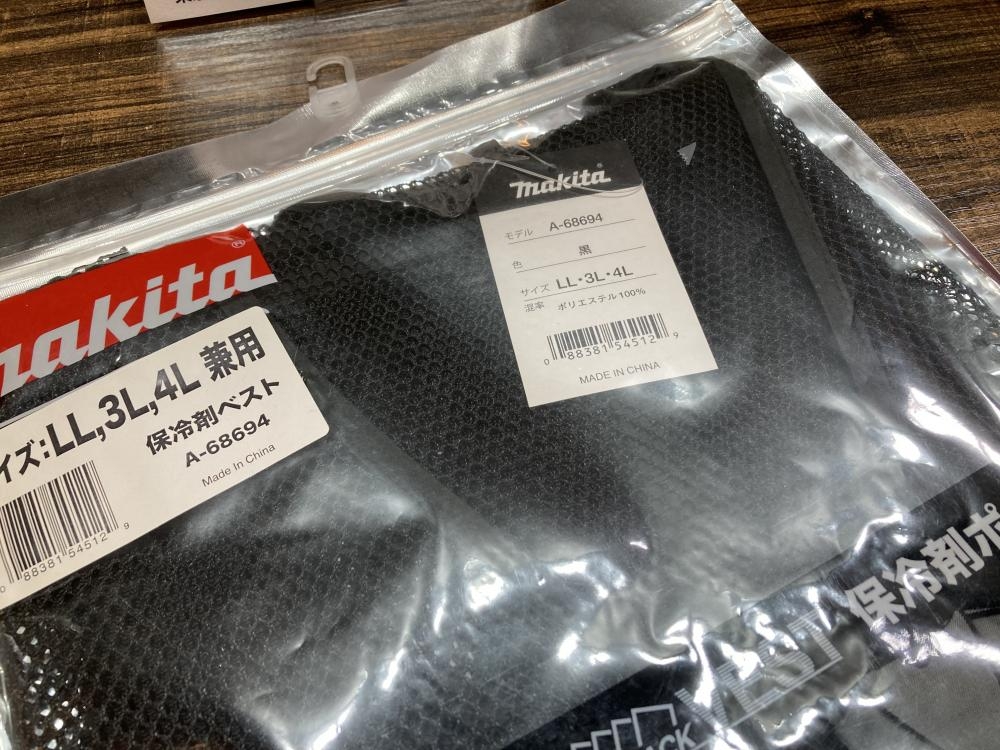 makita®
モデル A-68694
色 黒
サイズ LL・3L・4L
混率 ポリエステル100%
0 88381 54512 9
MADE IN CHINA
makita®
イズ:LL,3L,4L 兼用
保冷剤ベスト
A-68694
Made In China
0 88381 54512 9
VEST 保冷剤ポ
ACK